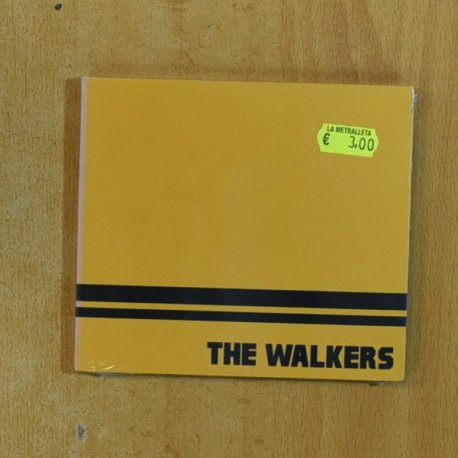 LA METRALLETA
€ 3,00
THE WALKERS